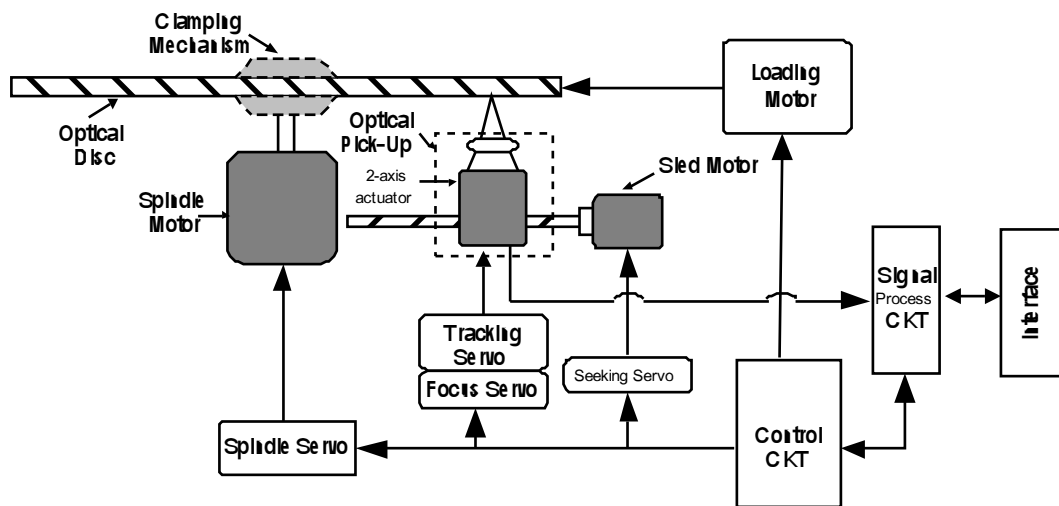 Clamping
Mechanism
Loading
Motor
Optical
Disc
Optical
Pick-Up
2-axis
actuator
Sled Motor
Spindle
Motor
Signal
Process
CKT
Interface
Tracking
Servo
Focus Servo
Seeking Servo
Spindle Servo
Control
CKT